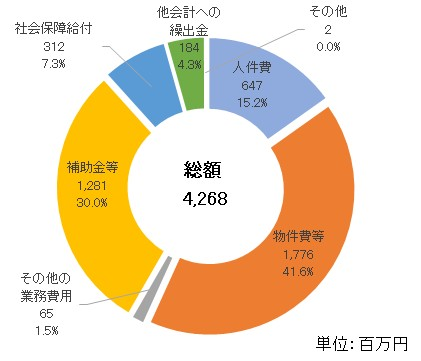 その他
2
0.0%
人件費
647
15.2%
物件費等
1,776
41.6%
その他の
業務費用
65
1.5%
補助金等
1,281
30.0%
社会保障給付
312
7.3%
他会計への
繰出金
184
4.3%
総額
4,268
単位: 百万円